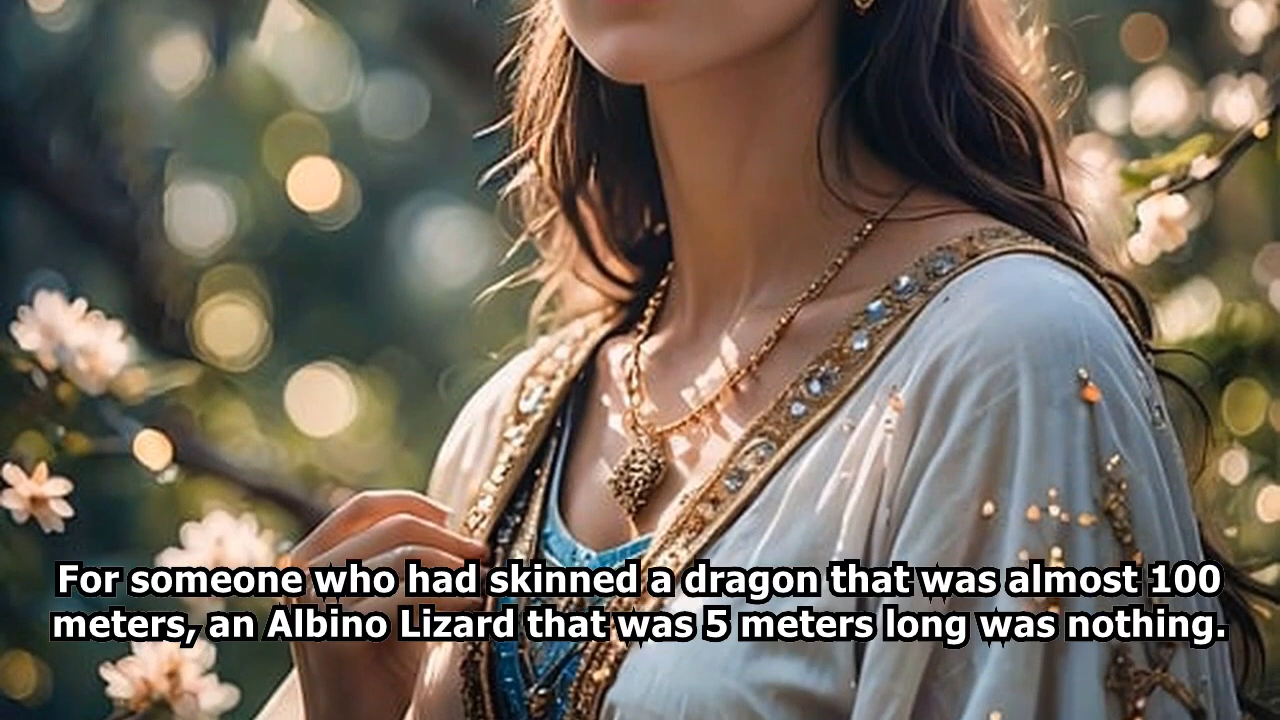 For someone who had skinned a dragon that was almost 100
meters, an Albino Lizard that was 5 meters long was nothing.